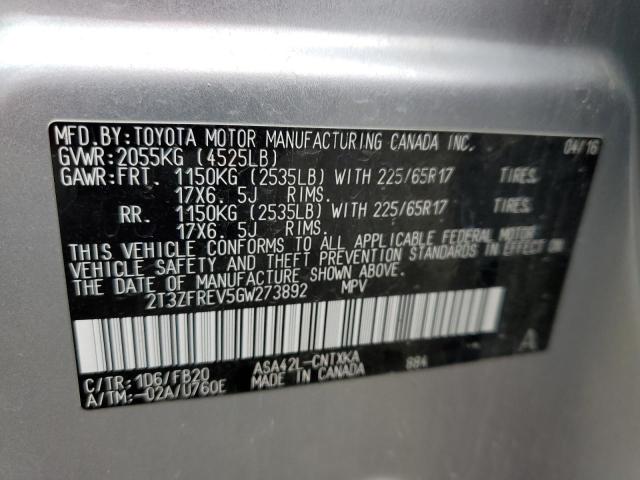 MFD.BY:TOYOTA MOTOR MANUFACTURING CANADA INC. 04/16
GVWR:2055KG (4525LB)
GAWR:FRT. 1150KG (2535LB) WITH 225/65R17 TIRES.
17X6. 5J RIMS.
RR. 1150KG (2535LB) WITH 225/65R17 TIRES.
17X6. 5J RIMS.
THIS VEHICLE CONFORMS TO ALL APPLICABLE FEDERAL MOTOR
VEHICLE SAFETY AND THEFT PREVENTION STANDARDS IN EFFECT ON
THE DATE OF MANUFACTURE SHOWN ABOVE.
2T3ZFREV5GW273892 MPV
A
C/TR:1D6/FB20 ASA42L-CNTXKA 884
A/TM:-02A/U760E MADE IN CANADA